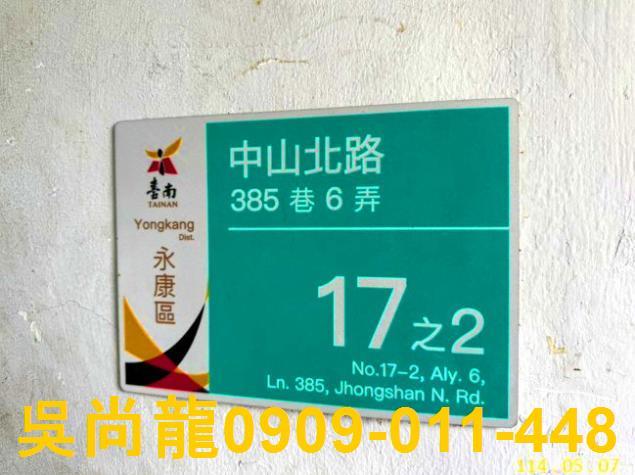 臺南
TAINAN
Yongkang
Dist.
永康區
中山北路
385 巷 6 弄
17之2
No.17-2, Aly. 6,
Ln. 385, Jhongshan N. Rd.
吳尚龍0909-011-448
114.05.07